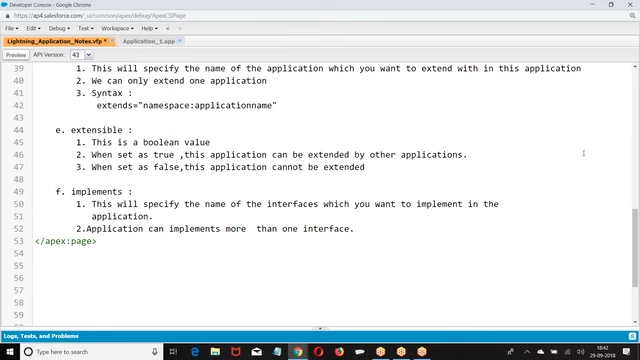 Developer Console - Google Chrome
https://ap4.salesforce.com/_ui/common/apex/debug/ApexCSIPage
File Edit Debug Test Workspace Help < >
Lightning_Application_Notes.vfp * Application_1.app
Preview API Version: 43
39 1. This will specify the name of the application which you want to extend with in this application
40 2. We can only extend one application
41 3. Syntax :
42 extends="namespace:applicationname"
43
44 e. extensible :
45 1. This is a boolean value
46 2. When set as true ,this application can be extended by other applications.
47 3. When set as false,this application cannot be extended
48
49 f. implements :
50 1. This will specify the name of the interfaces which you want to implement in the
51 application.
52 2.Application can implements more than one interface.
53 </apex:page>
54
55
56
57
58
59
Logs, Tests, and Problems
Type here to search
18:42
29-09-2018